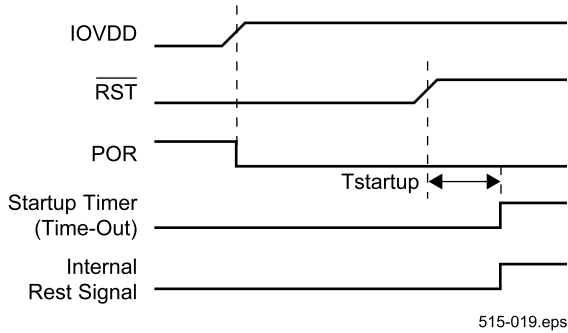 IOVDD
RST
POR
Tstartup
Startup Timer
(Time-Out)
Internal
Rest Signal
515-019.eps